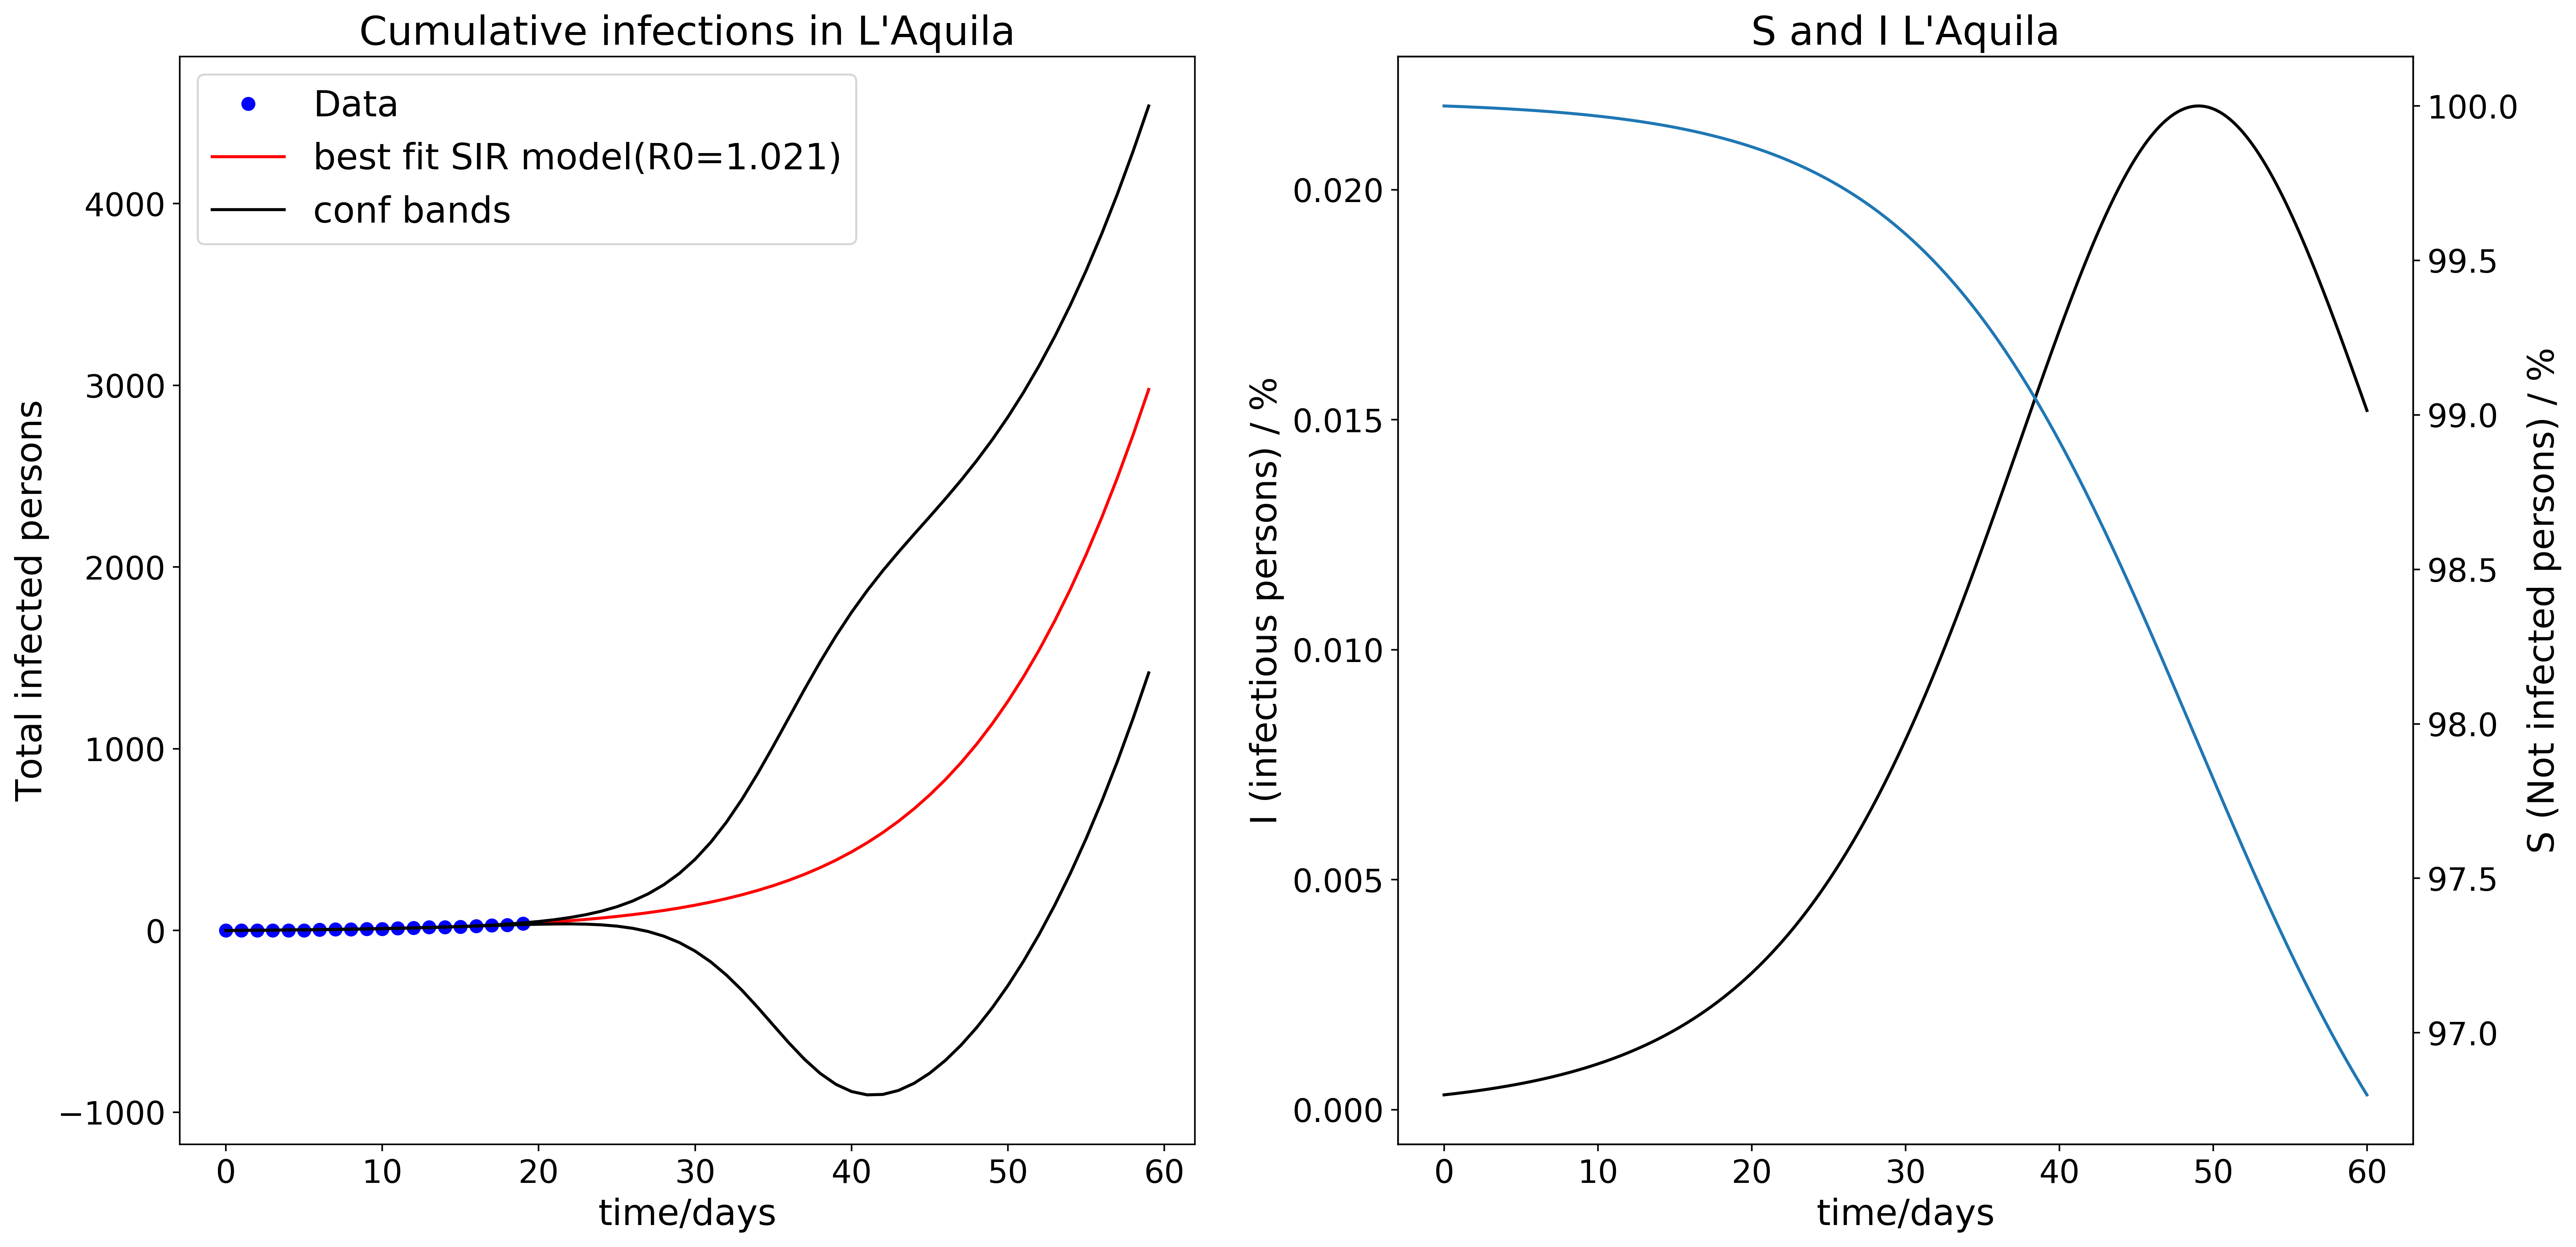 Cumulative infections in L'Aquila
Data
best fit SIR model(R0=1.021)
conf bands
Total infected persons
4000
3000
2000
1000
0
−1000
0 10 20 30 40 50 60
time/days
S and I L'Aquila
I (infectious persons) / %
0.020
0.015
0.010
0.005
0.000
0 10 20 30 40 50 60
time/days
100.0
99.5
99.0
98.5
98.0
97.5
97.0
S (Not infected persons) / %